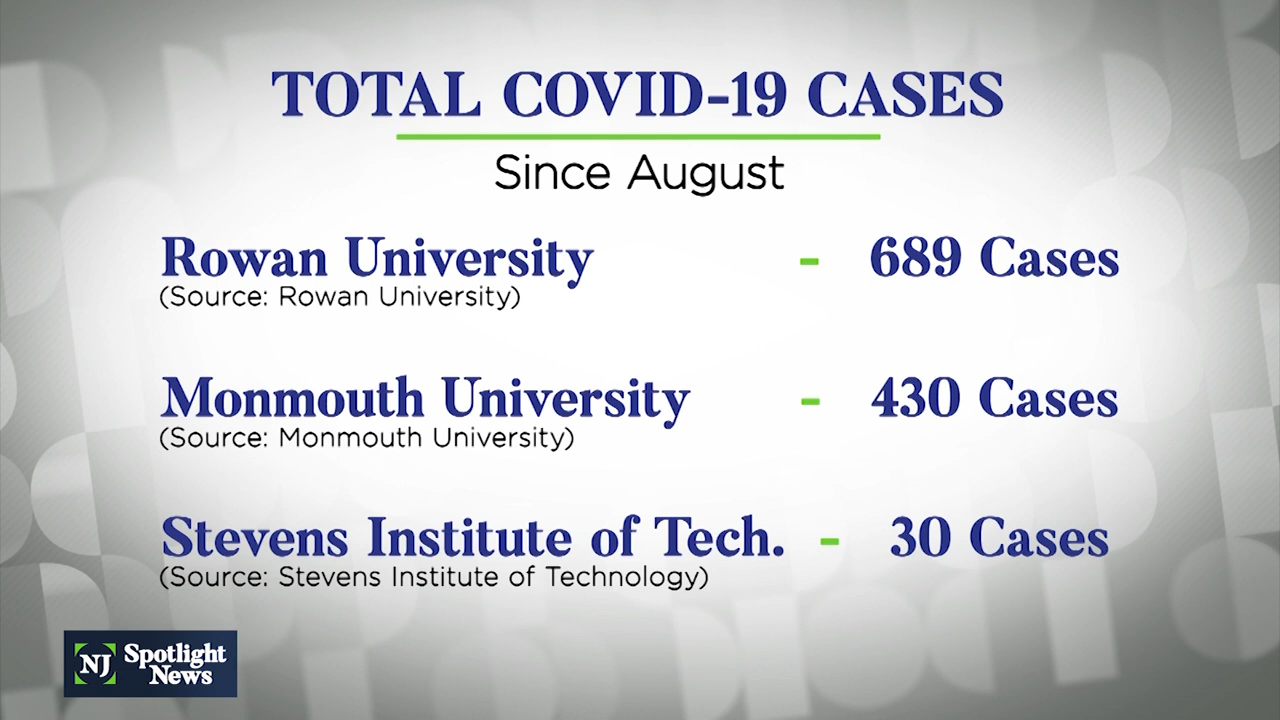 TOTAL COVID-19 CASES
Since August
Rowan University - 689 Cases
(Source: Rowan University)
Monmouth University - 430 Cases
(Source: Monmouth University)
Stevens Institute of Tech. - 30 Cases
(Source: Stevens Institute of Technology)
NJ Spotlight
News